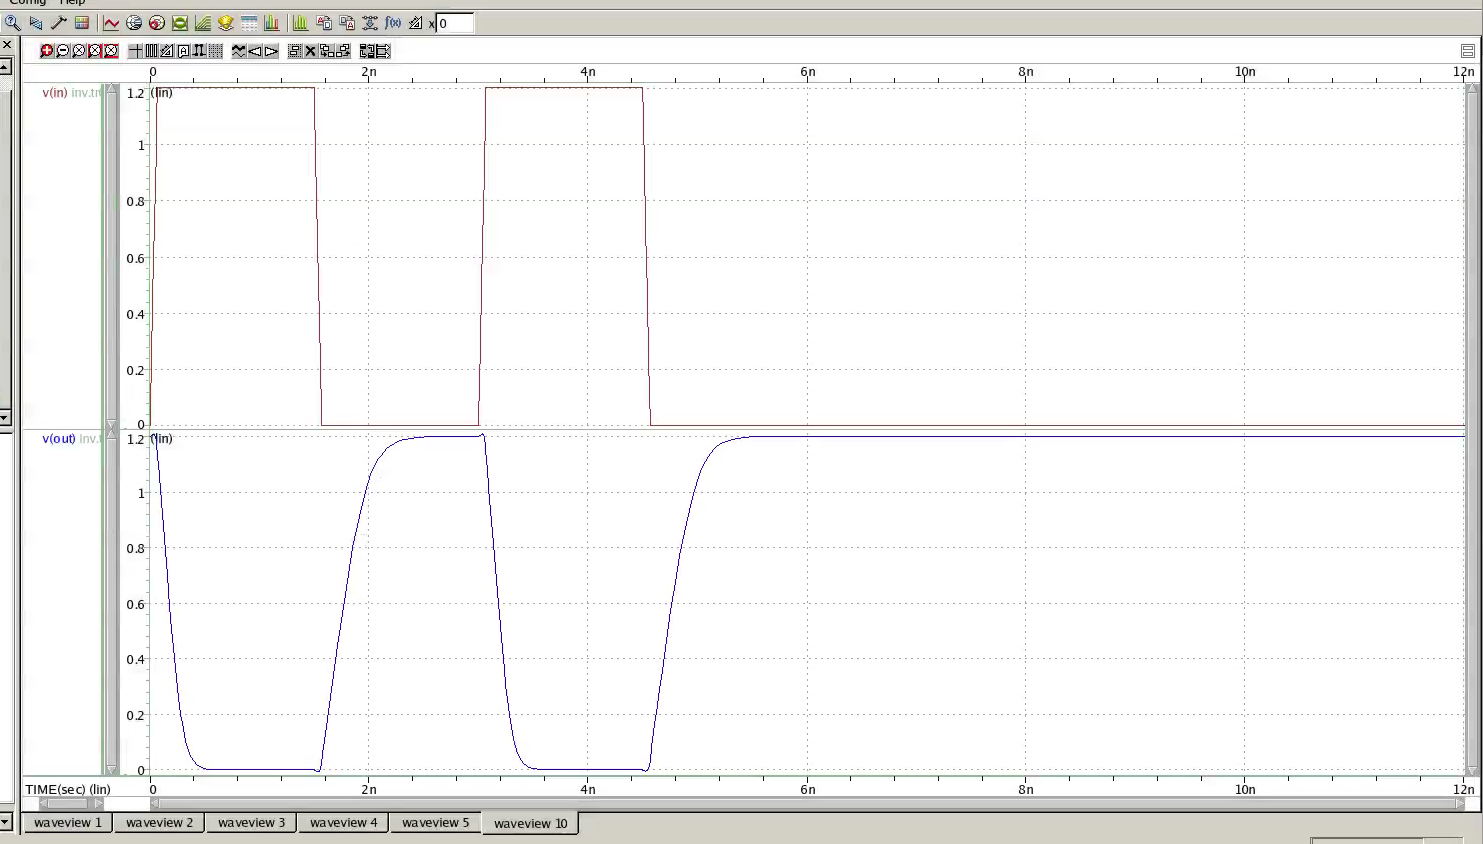 Config Help
x 0
0 2n 4n 6n 8n 10n 12n
v(in) inv.tr
(lin)
1.2
1
0.8
0.6
0.4
0.2
0
v(out) inv.t
(lin)
1.2
1
0.8
0.6
0.4
0.2
0
TIME(sec) (lin) 0 2n 4n 6n 8n 10n 12n
waveview 1 waveview 2 waveview 3 waveview 4 waveview 5 waveview 10